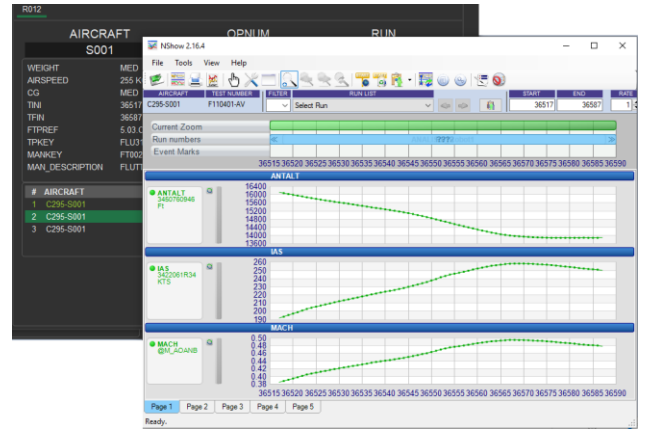 R012
AIRCRAFT OPNUM RUN
S001
WEIGHT MED
AIRSPEED 255 K
CG MED
TINI 36517
TFIN 36587
FTPREF 5.03.C
TPKEY FLU31
MANKEY FT002
MAN_DESCRIPTION FLUTT
# AIRCRAFT
1 C295-S001
2 C295-S001
3 C295-S001
NShow 2.16.4
File Tools View Help
AIRCRAFT TEST NUMBER FILTER RUN LIST START END RATE
C295-S001 F110401-AV Select Run 36517 36587 1
Current Zoom
Run numbers
Event Marks
36515 36520 36525 36530 36535 36540 36545 36550 36555 36560 36565 36570 36575 36580 36585 36590
ANTALT
ANTALT
3460760946
Ft
16400
16000
15600
15200
14800
14400
14000
13600
IAS
IAS
3422061R34
KTS
260
250
240
230
220
210
200
190
MACH
MACH
@M_ADANB
0.50
0.48
0.46
0.44
0.42
0.40
0.38
36515 36520 36525 36530 36535 36540 36545 36550 36555 36560 36565 36570 36575 36580 36585 36590
Page 1 Page 2 Page 3 Page 4 Page 5
Ready.